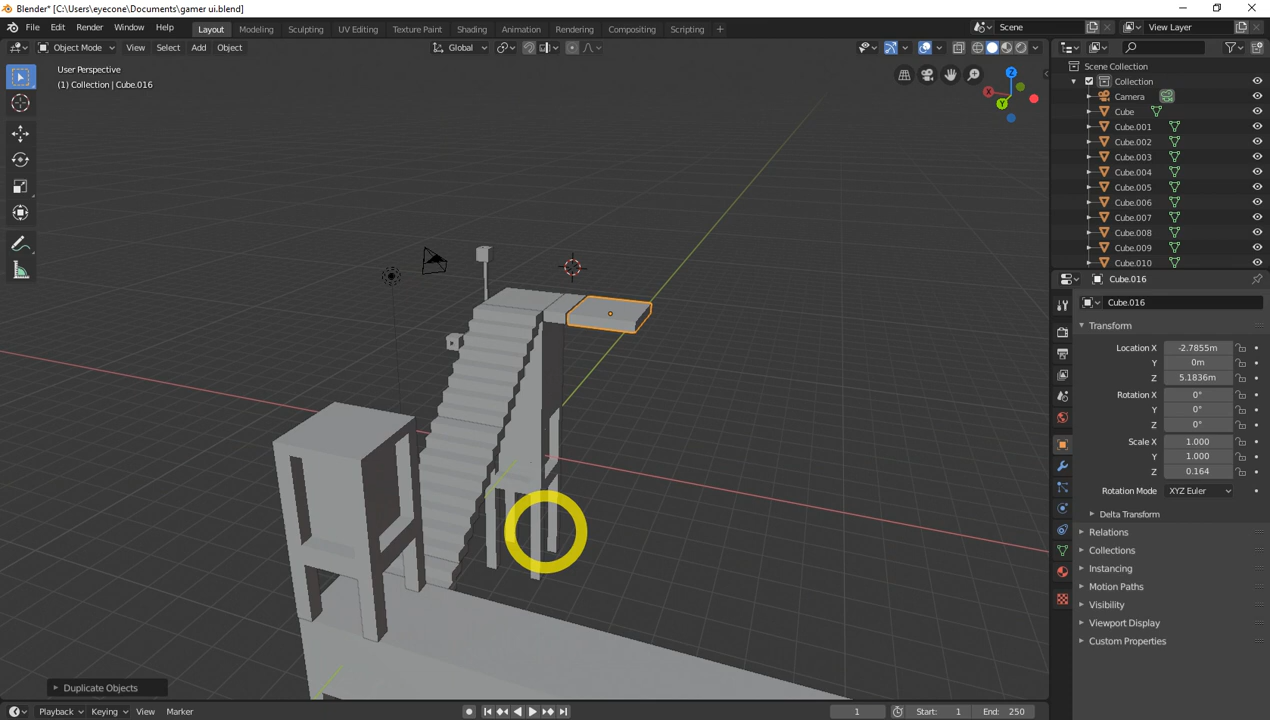 Blender* [C:\Users\eyecone\Documents\gamer ui.blend]
File Edit Render Window Help Layout Modeling Sculpting UV Editing Texture Paint Shading Animation Rendering Compositing Scripting + Scene View Layer
Object Mode View Select Add Object Global
User Perspective
(1) Collection | Cube.016
Z
X
Y
Scene Collection
Collection
Camera
Cube
Cube.001
Cube.002
Cube.003
Cube.004
Cube.005
Cube.006
Cube.007
Cube.008
Cube.009
Cube.010
Cube.016
Cube.016
Transform
Location X -2.7855m
Y 0m
Z 5.1836m
Rotation X 0°
Y 0°
Z 0°
Scale X 1.000
Y 1.000
Z 0.164
Rotation Mode XYZ Euler
Delta Transform
Relations
Collections
Instancing
Motion Paths
Visibility
Viewport Display
Custom Properties
Duplicate Objects
Playback Keying View Marker 1 Start: 1 End: 250